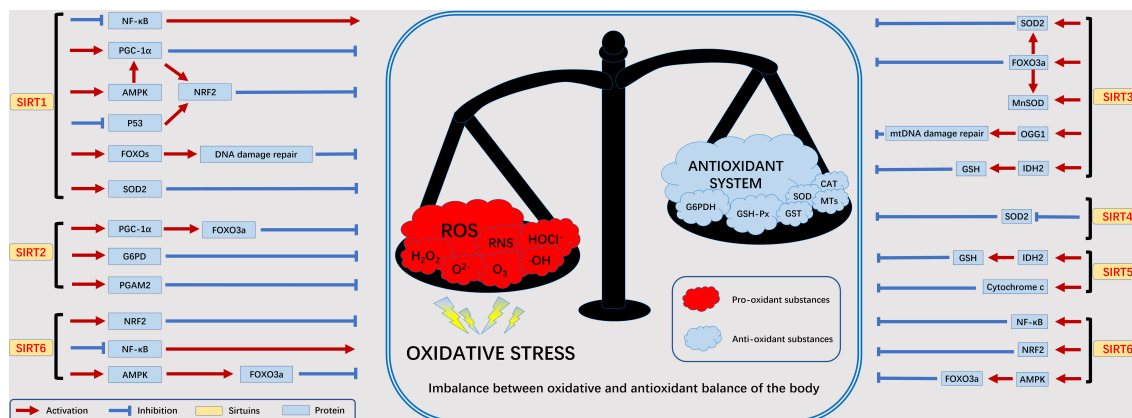 SIRT1
NF-κB
PGC-1α
AMPK
NRF2
P53
FOXOs
DNA damage repair
SOD2
SIRT2
PGC-1α
FOXO3a
G6PD
PGAM2
SIRT6
NRF2
NF-κB
AMPK
FOXO3a
Activation
Inhibition
Sirtuins
Protein
ROS
RNS
HOCl⁻
H₂O₂
O²⁻
O₃
·OH
OXIDATIVE STRESS
ANTIOXIDANT
SYSTEM
CAT
SOD
MTs
G6PDH
GSH-Px
GST
Pro-oxidant substances
Anti-oxidant substances
Imbalance between oxidative and antioxidant balance of the body
SOD2
FOXO3a
MnSOD
SIRT3
mtDNA damage repair
OGG1
GSH
IDH2
SOD2
SIRT4
GSH
IDH2
SIRT5
Cytochrome c
NF-κB
NRF2
SIRT6
FOXO3a
AMPK